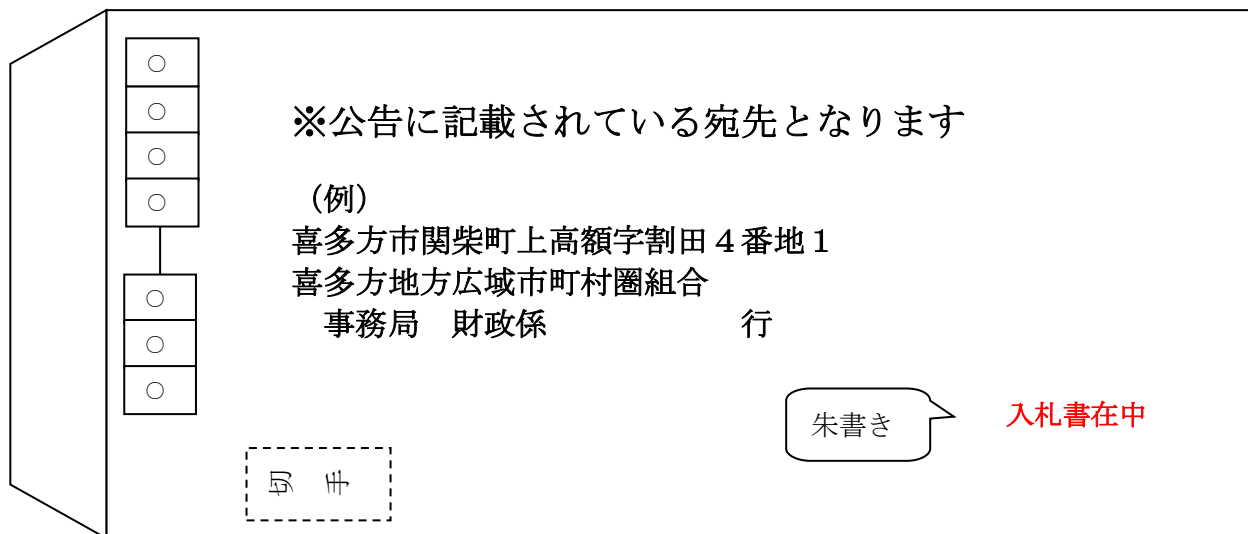 ○
○
○
○
○
○
○
※公告に記載されている宛先となります
（例）
喜多方市関柴町上高額字割田４番地１
喜多方地方広域市町村圏組合
事務局　財政係　　　　　　行
朱書き
入札書在中
切　手